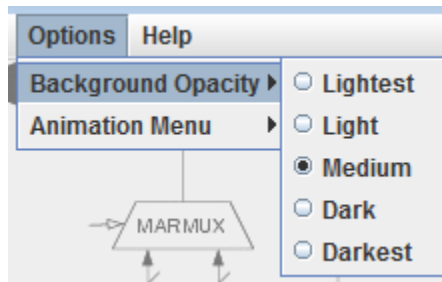 Options Help
Background Opacity
Animation Menu
Lightest
Light
Medium
Dark
Darkest
MARMUX